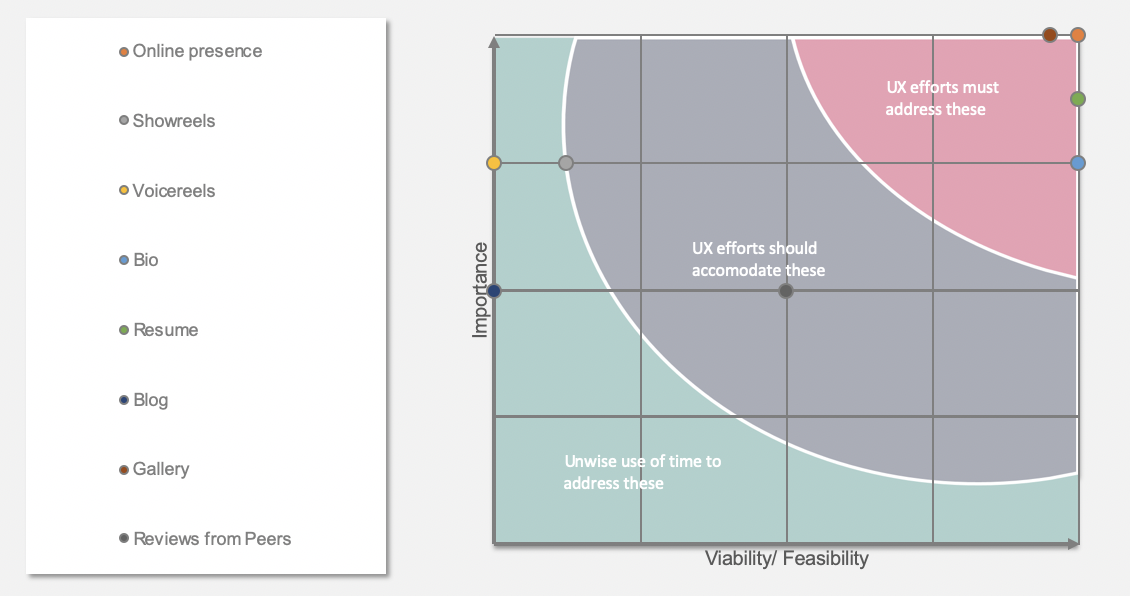 Online presence
Showreels
Voicereels
Bio
Resume
Blog
Gallery
Reviews from Peers
UX efforts must
address these
UX efforts should
accomodate these
Importance
Unwise use of time to
address these
Viability/ Feasibility